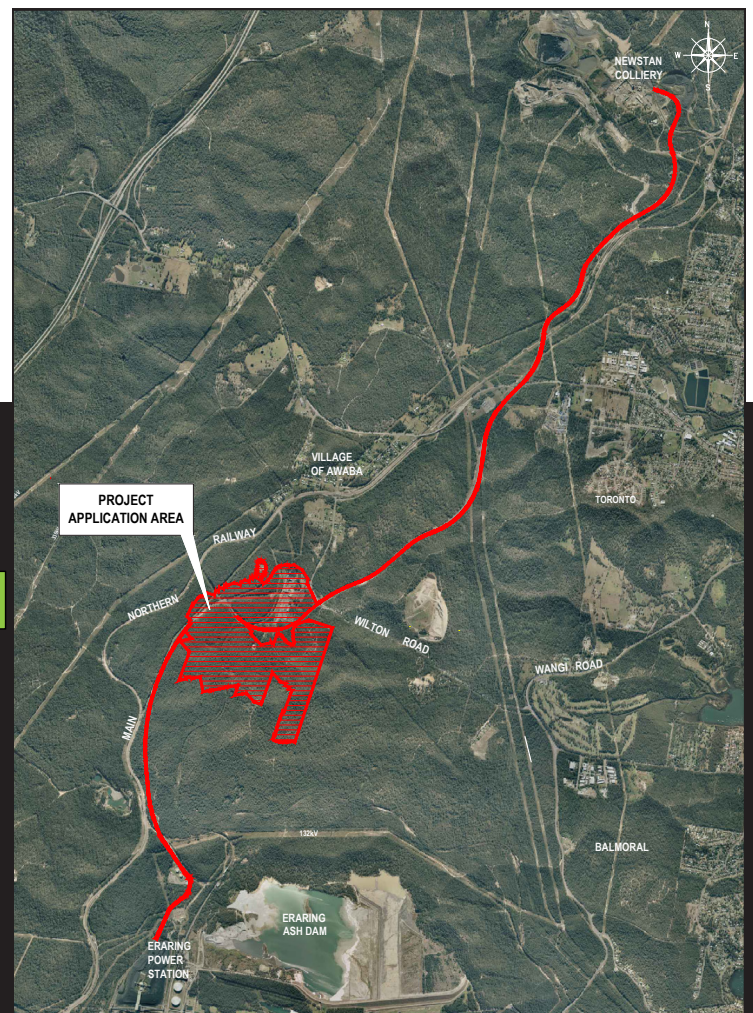 N
W
E
S
NEWSTAN
COLLIERY
VILLAGE
OF AWABA
PROJECT
APPLICATION AREA
TORONTO
RAILWAY
NORTHERN
WILTON ROAD
WANGI ROAD
MAIN
132kV
BALMORAL
ERARING
ASH DAM
ERARING
POWER
STATION